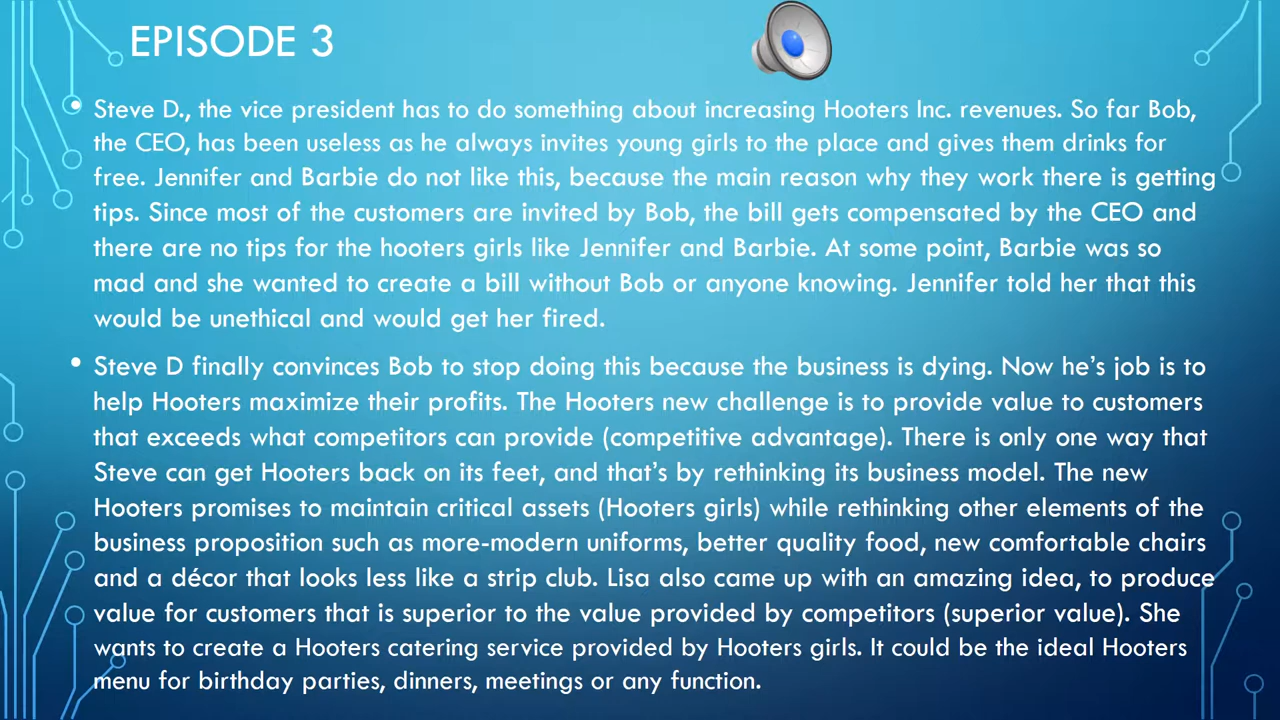 EPISODE 3
• Steve D., the vice president has to do something about increasing Hooters Inc. revenues. So far Bob,
the CEO, has been useless as he always invites young girls to the place and gives them drinks for
free. Jennifer and Barbie do not like this, because the main reason why they work there is getting
tips. Since most of the customers are invited by Bob, the bill gets compensated by the CEO and
there are no tips for the hooters girls like Jennifer and Barbie. At some point, Barbie was so
mad and she wanted to create a bill without Bob or anyone knowing. Jennifer told her that this
would be unethical and would get her fired.
• Steve D finally convinces Bob to stop doing this because the business is dying. Now he’s job is to
help Hooters maximize their profits. The Hooters new challenge is to provide value to customers
that exceeds what competitors can provide (competitive advantage). There is only one way that
Steve can get Hooters back on its feet, and that’s by rethinking its business model. The new
Hooters promises to maintain critical assets (Hooters girls) while rethinking other elements of the
business proposition such as more-modern uniforms, better quality food, new comfortable chairs
and a décor that looks less like a strip club. Lisa also came up with an amazing idea, to produce
value for customers that is superior to the value provided by competitors (superior value). She
wants to create a Hooters catering service provided by Hooters girls. It could be the ideal Hooters
menu for birthday parties, dinners, meetings or any function.